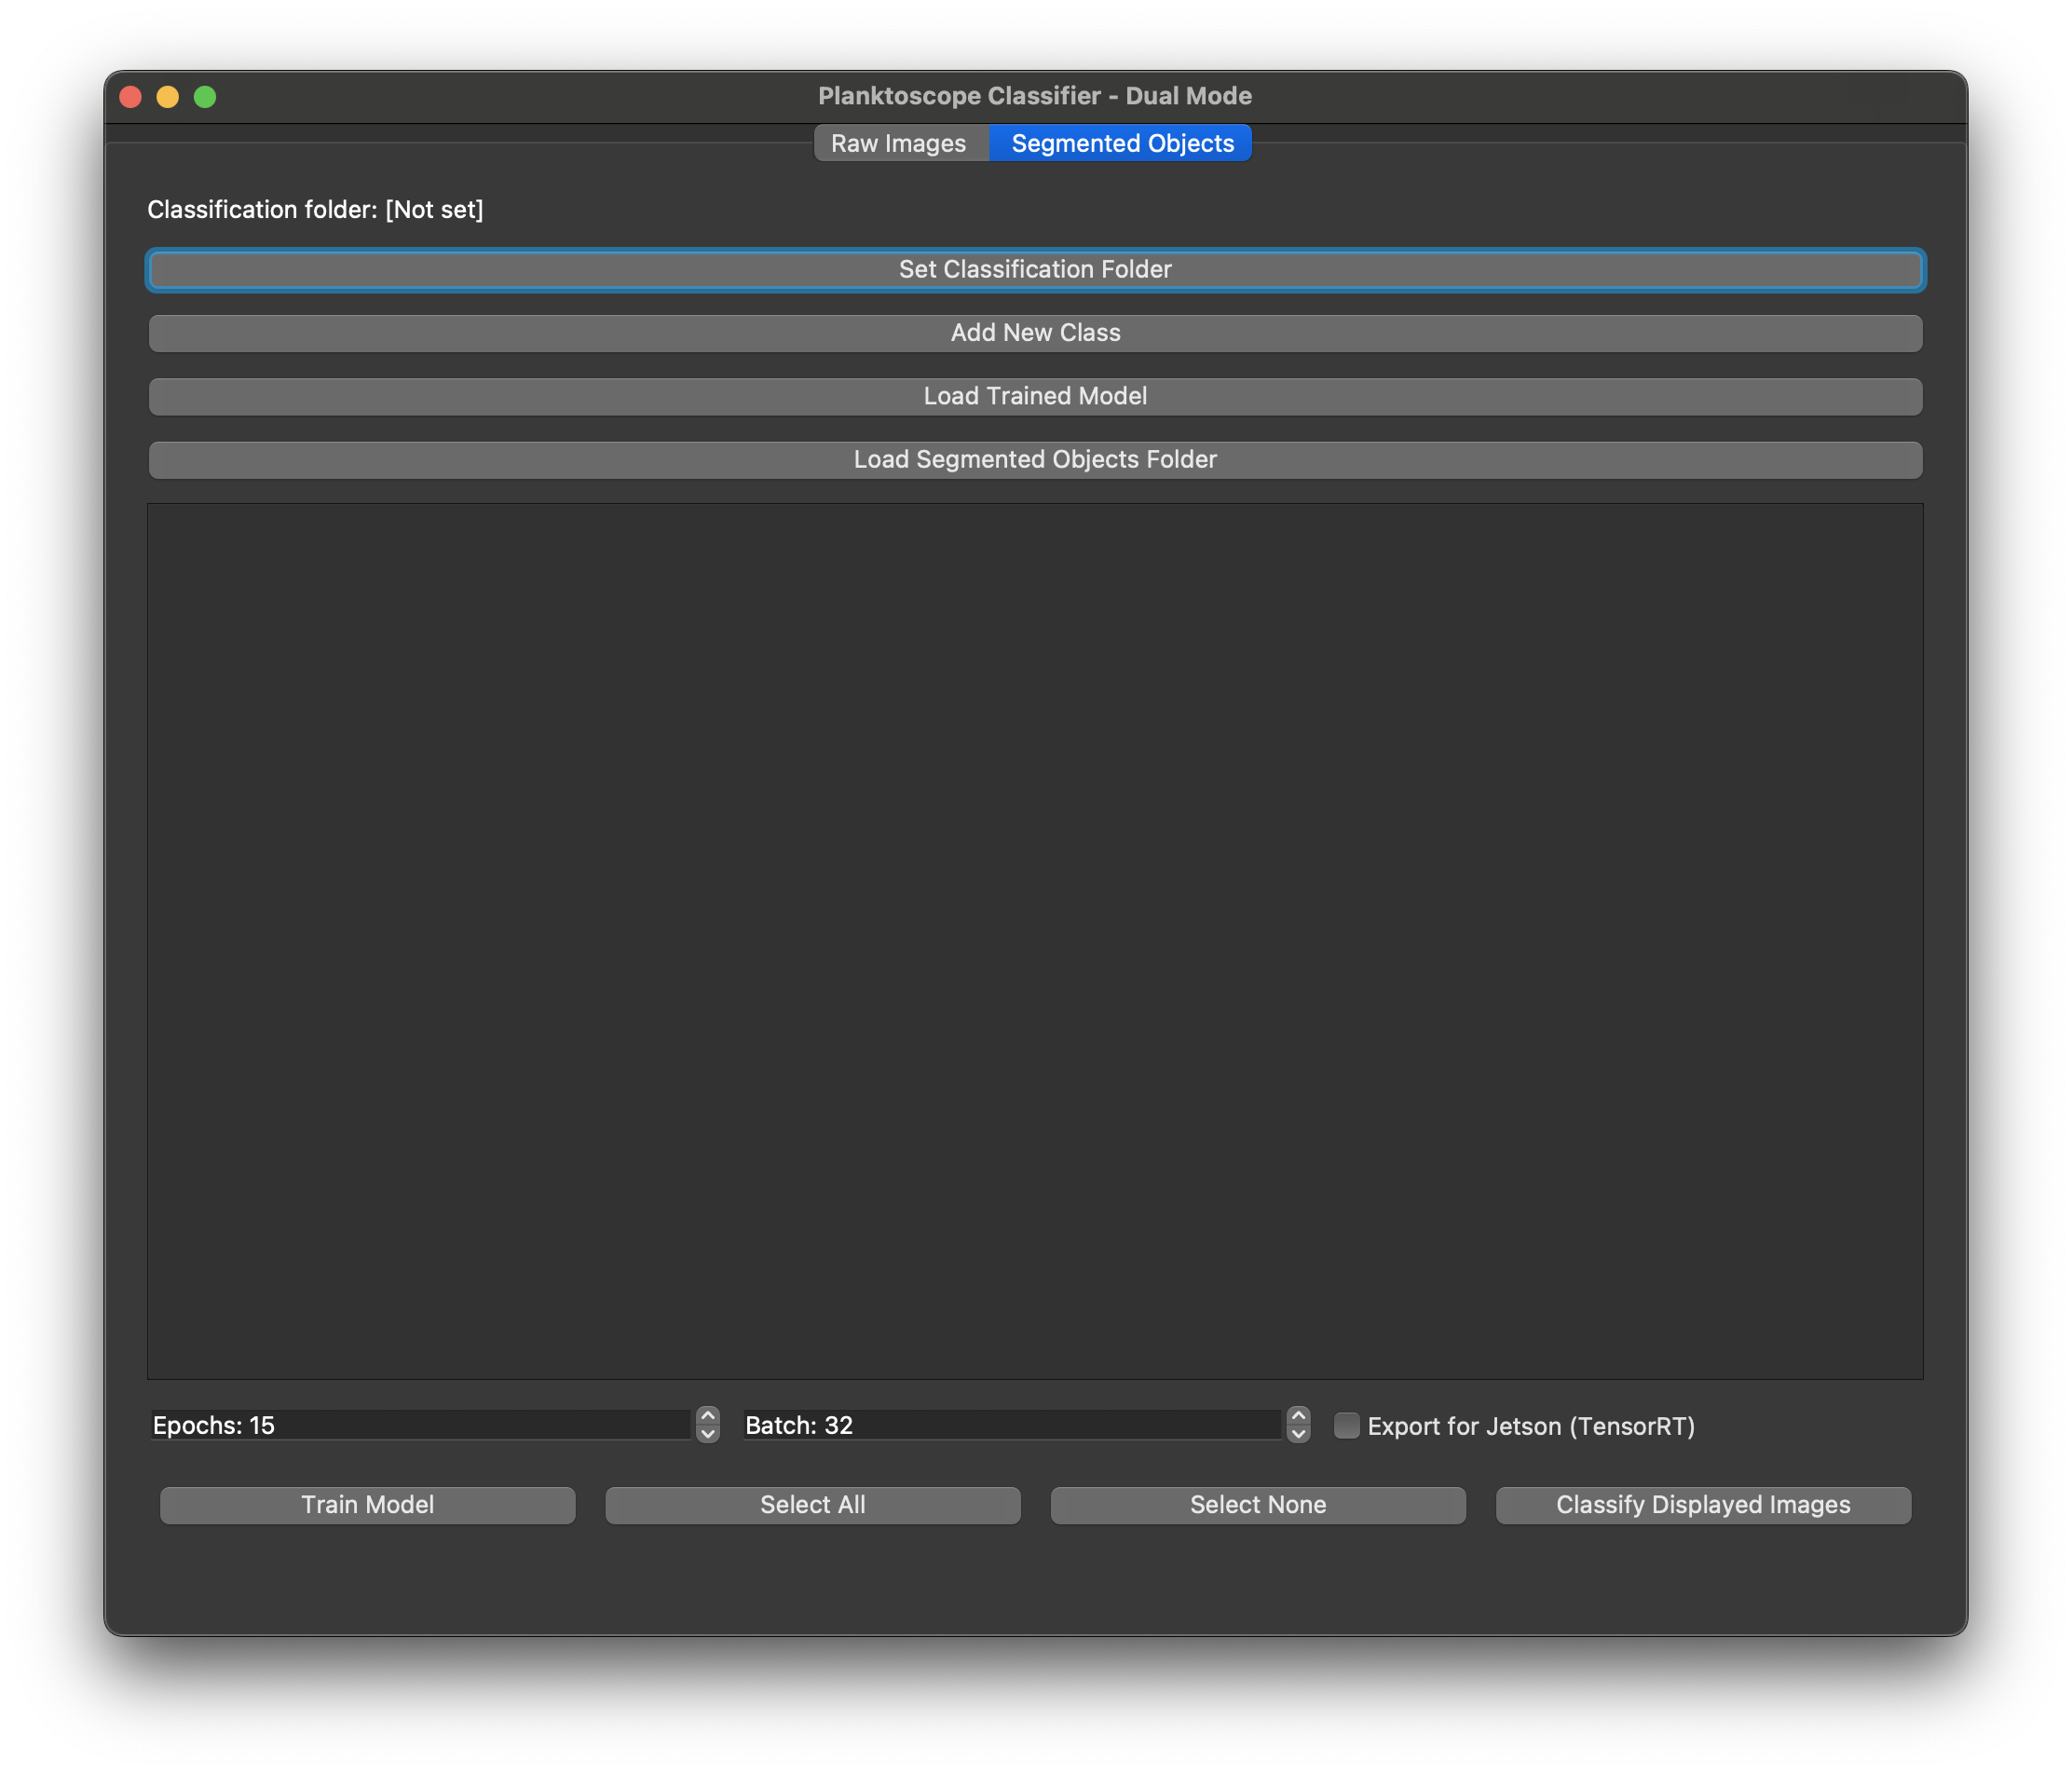 Planktoscope Classifier - Dual Mode
Raw Images Segmented Objects
Classification folder: [Not set]
Set Classification Folder
Add New Class
Load Trained Model
Load Segmented Objects Folder
Epochs: 15 Batch: 32 Export for Jetson (TensorRT)
Train Model Select All Select None Classify Displayed Images